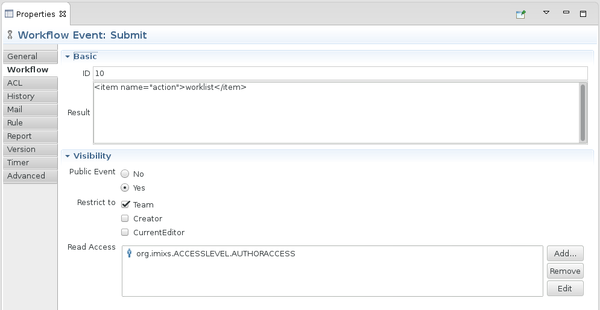 Properties
Workflow Event: Submit
General
Workflow
ACL
History
Mail
Rule
Report
Version
Timer
Advanced
Basic
ID 10
Result <item name="action">worklist</item>
Visibility
Public Event No
Yes
Restrict to Team
Creator
CurrentEditor
Read Access org.imixs.ACCESSLEVEL.AUTHORACCESS
Add...
Remove
Edit